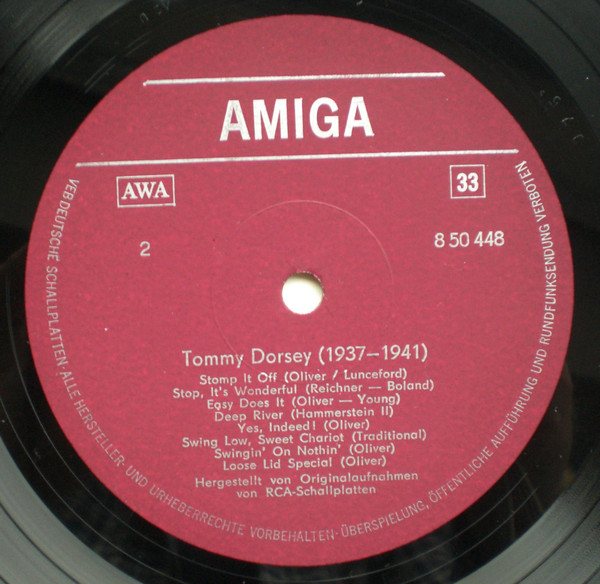 AMIGA
AWA
33
2
8 50 448
Tommy Dorsey (1937–1941)
Stomp It Off (Oliver / Lunceford)
Stop, It's Wonderful (Reichner — Boland)
Easy Does It (Oliver — Young)
Deep River (Hammerstein II)
Yes, Indeed! (Oliver)
Swing Low, Sweet Chariot (Traditional)
Swingin' On Nothin' (Oliver)
Loose Lid Special (Oliver)
Hergestellt von Originalaufnahmen
von RCA-Schallplatten
VEB DEUTSCHE SCHALLPLATTEN · ALLE HERSTELLER- UND URHEBERRECHTE VORBEHALTEN · ÜBERSPIELUNG, ÖFFENTLICHE AUFFÜHRUNG UND RUNDFUNKSENDUNG VERBOTEN